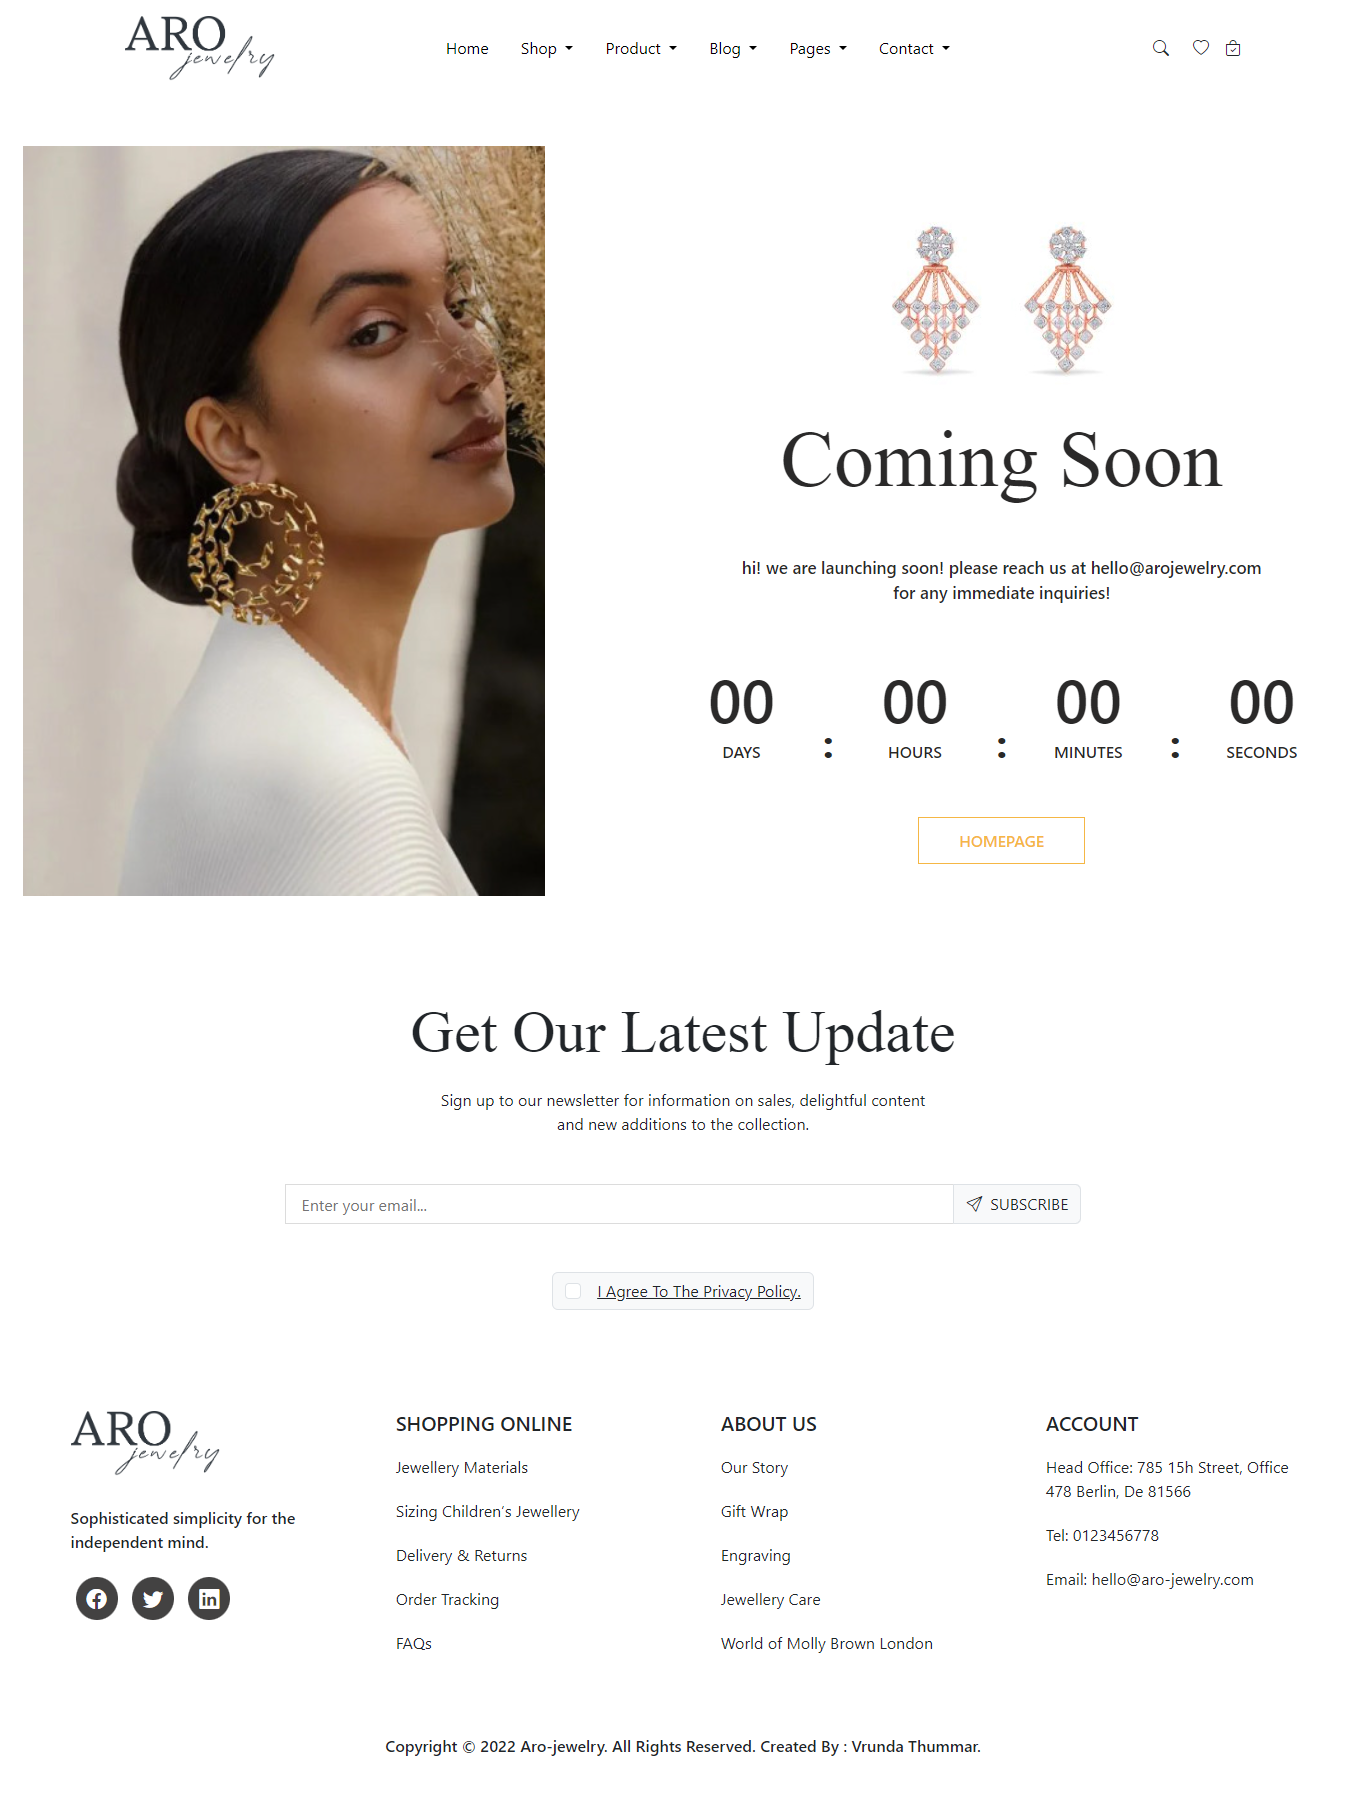 ARO
jewelry
Home Shop Product Blog Pages Contact
Coming Soon
hi! we are launching soon! please reach us at hello@arojewelry.com
for any immediate inquiries!
00 : 00 : 00 : 00
DAYS HOURS MINUTES SECONDS
HOMEPAGE
Get Our Latest Update
Sign up to our newsletter for information on sales, delightful content
and new additions to the collection.
Enter your email... SUBSCRIBE
I Agree To The Privacy Policy.
ARO
jewelry
Sophisticated simplicity for the
independent mind.
SHOPPING ONLINE
Jewellery Materials
Sizing Children's Jewellery
Delivery & Returns
Order Tracking
FAQs
ABOUT US
Our Story
Gift Wrap
Engraving
Jewellery Care
World of Molly Brown London
ACCOUNT
Head Office: 785 15h Street, Office
478 Berlin, De 81566
Tel: 0123456778
Email: hello@aro-jewelry.com
Copyright © 2022 Aro-jewelry. All Rights Reserved. Created By : Vrunda Thummar.